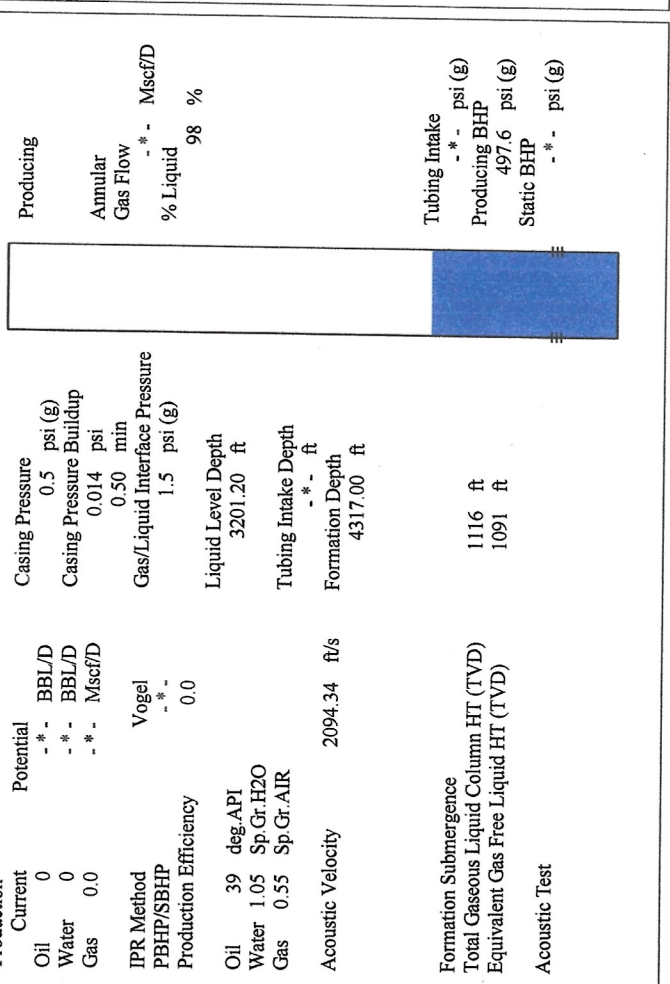 Current Potential
Oil 0 - * - BBL/D
Water 0 - * - BBL/D
Gas 0.0 - * - Mscf/D
IPR Method Vogel
PBHP/SBHP - * -
Production Efficiency 0.0
Oil 39 deg.API
Water 1.05 Sp.Gr.H2O
Gas 0.55 Sp.Gr.AIR
Acoustic Velocity 2094.34 ft/s
Formation Submergence
Total Gaseous Liquid Column HT (TVD) 1116 ft
Equivalent Gas Free Liquid HT (TVD) 1091 ft
Acoustic Test
Casing Pressure
0.5 psi (g)
Casing Pressure Buildup
0.014 psi
0.50 min
Gas/Liquid Interface Pressure
1.5 psi (g)
Liquid Level Depth
3201.20 ft
Tubing Intake Depth
- * - ft
Formation Depth
4317.00 ft
Producing
Annular
Gas Flow
- * - Mscf/D
% Liquid
98 %
Tubing Intake
- * - psi (g)
Producing BHP
497.6 psi (g)
Static BHP
- * - psi (g)